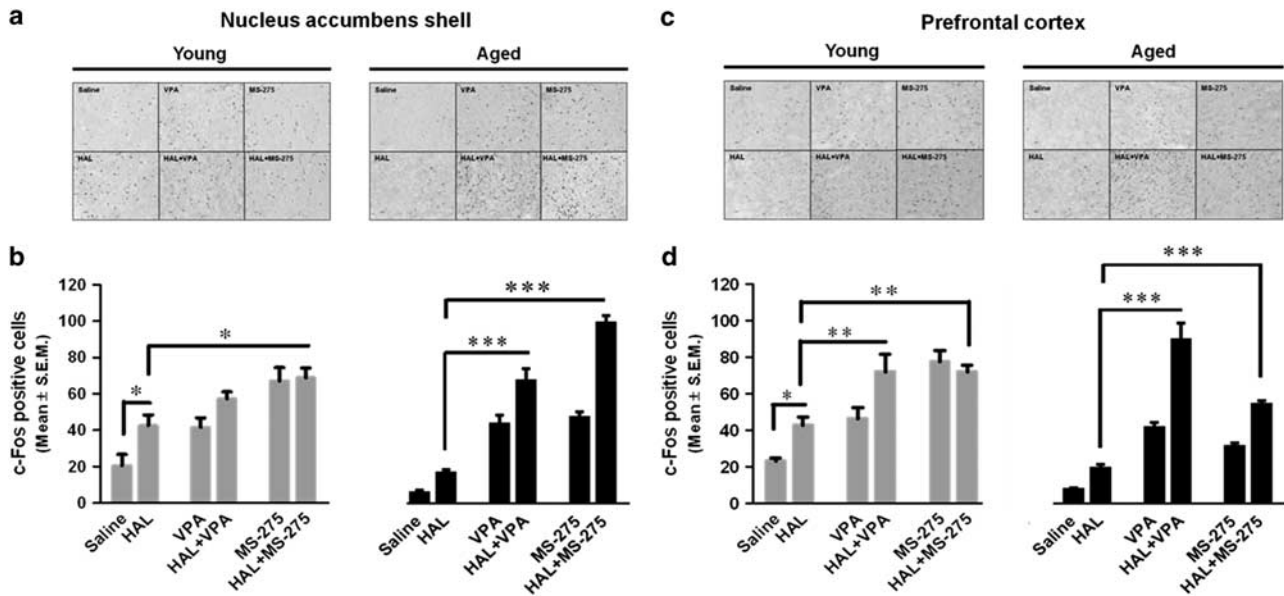 a
Nucleus accumbens shell
Young
Aged
Saline
VPA
MS-275
HAL
HAL+VPA
HAL+MS-275
Saline
VPA
MS-275
HAL
HAL+VPA
HAL+MS-275
c
Prefrontal cortex
Young
Aged
Saline
VPA
MS-275
HAL
HAL+VPA
HAL+MS-275
Saline
VPA
MS-275
HAL
HAL+VPA
HAL+MS-275
b
c-Fos positive cells
(Mean ± S.E.M.)
120
100
80
60
40
20
0
*
*
***
***
Saline
HAL
VPA
HAL+VPA
MS-275
HAL+MS-275
Saline
HAL
VPA
HAL+VPA
MS-275
HAL+MS-275
d
c-Fos positive cells
(Mean ± S.E.M.)
120
100
80
60
40
20
0
*
**
**
***
***
Saline
HAL
VPA
HAL+VPA
MS-275
HAL+MS-275
Saline
HAL
VPA
HAL+VPA
MS-275
HAL+MS-275